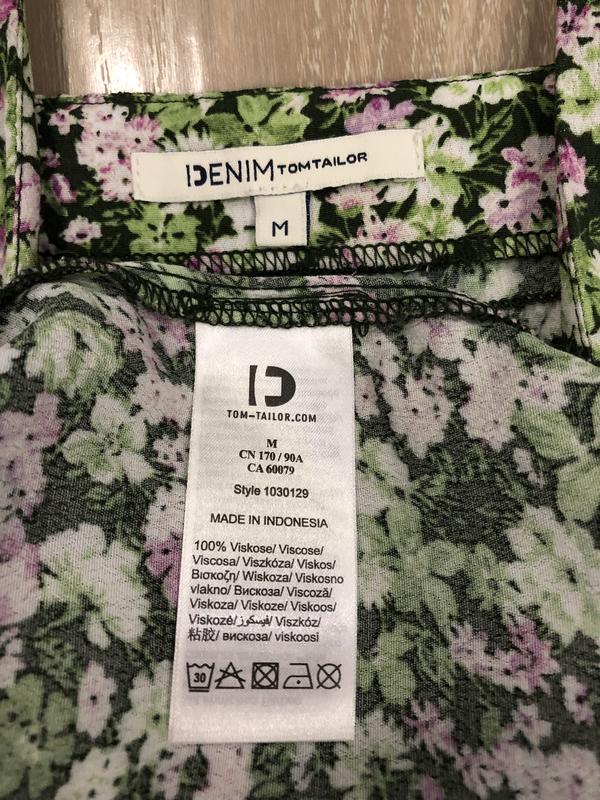 DENIM TOM TAILOR
M
D
TOM-TAILOR.COM
M
CN 170 / 90A
CA 60079
Style 1030129
MADE IN INDONESIA
100% Viskose/ Viscose/
Viscosa/ Viszkóza/ Viskos/
Βισκοζη/ Wiskoza/ Viskosno
vlakno/ Вискоза/ Viscoză/
Viskoza/ Viskoze/ Viskoos/
Viskozė/ فيسكوز/ Viszkóz/
粘胶/ вискоза/ viskoosi
30